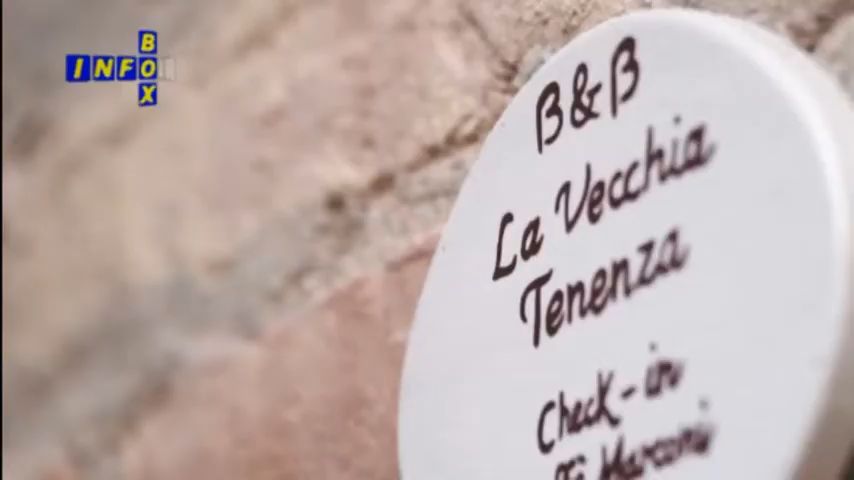 INFO
BOX
B&B
La Vecchia
Tenenza
Check-in